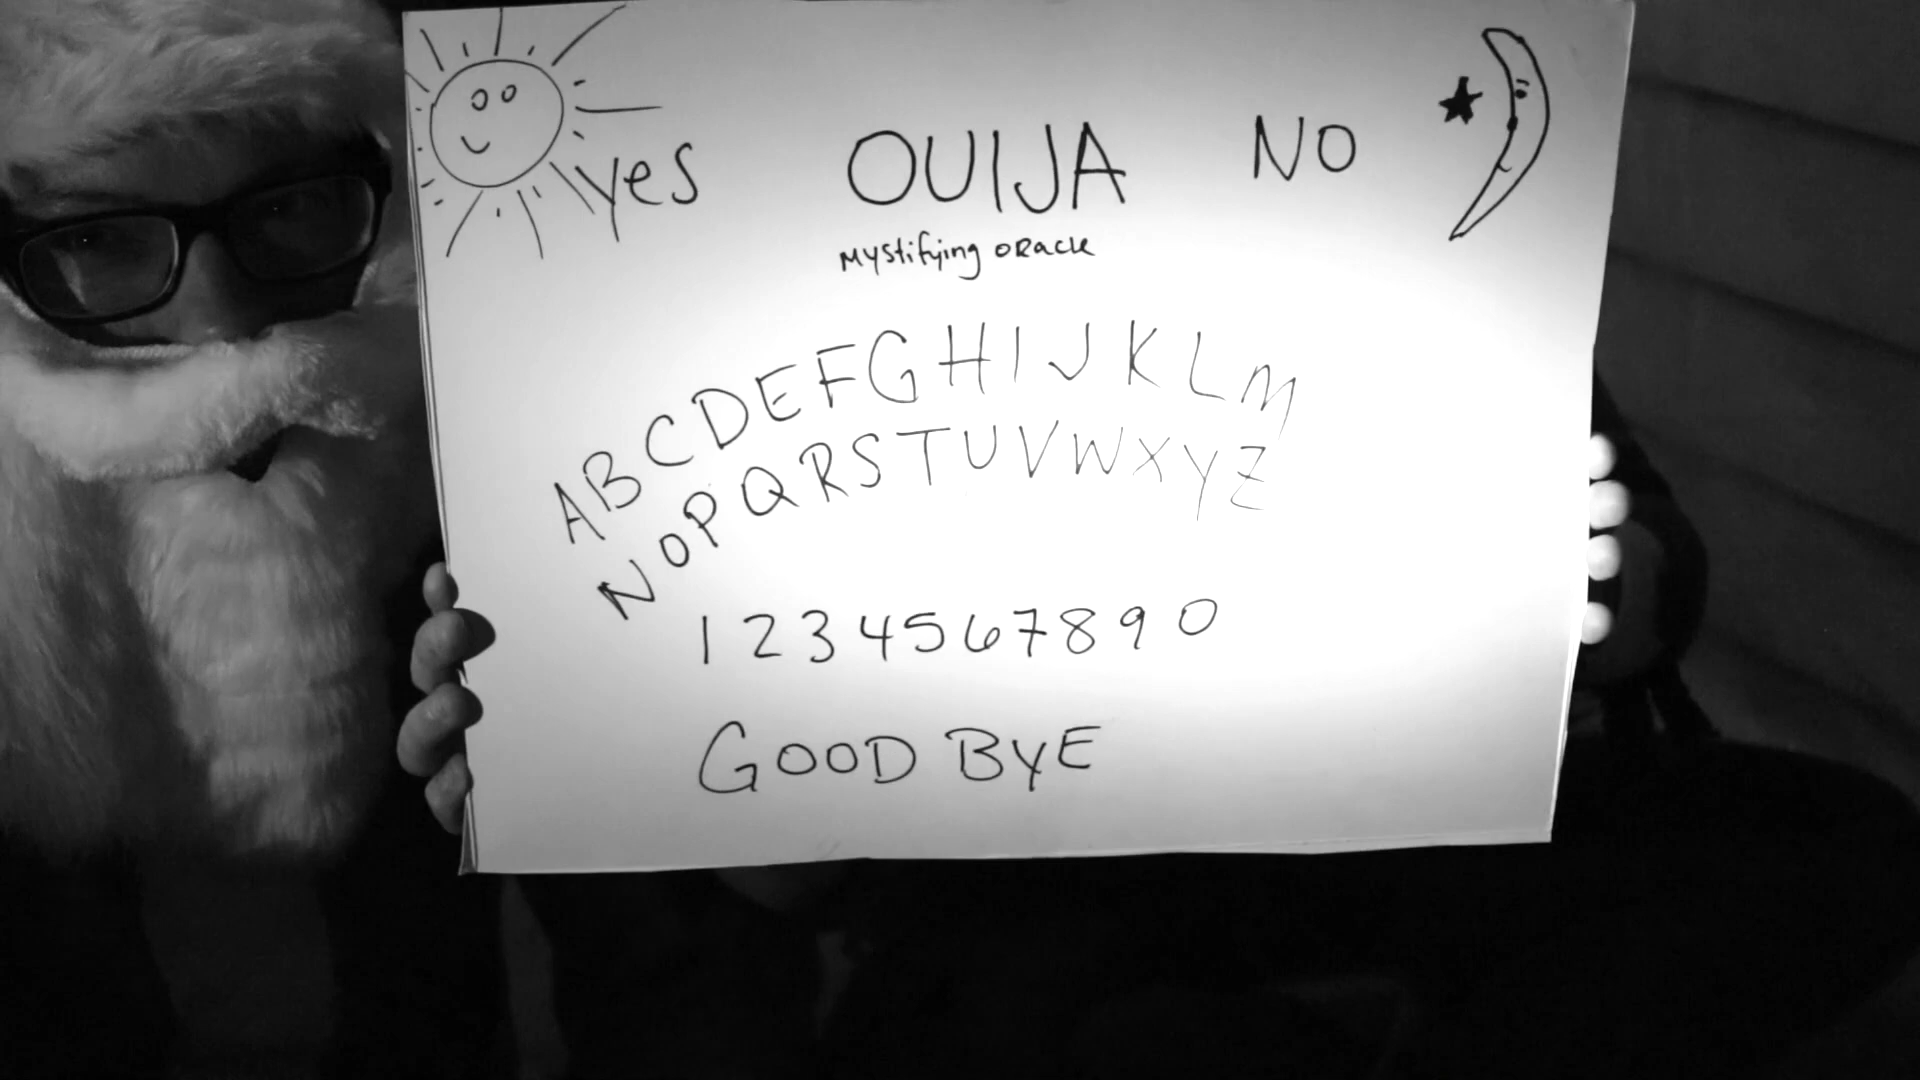 yes OUIJA NO
Mystifying ORacle
ABCDEFGHIJKLM
NOPQRSTUVWXYZ
1234567890
GOOD BYE